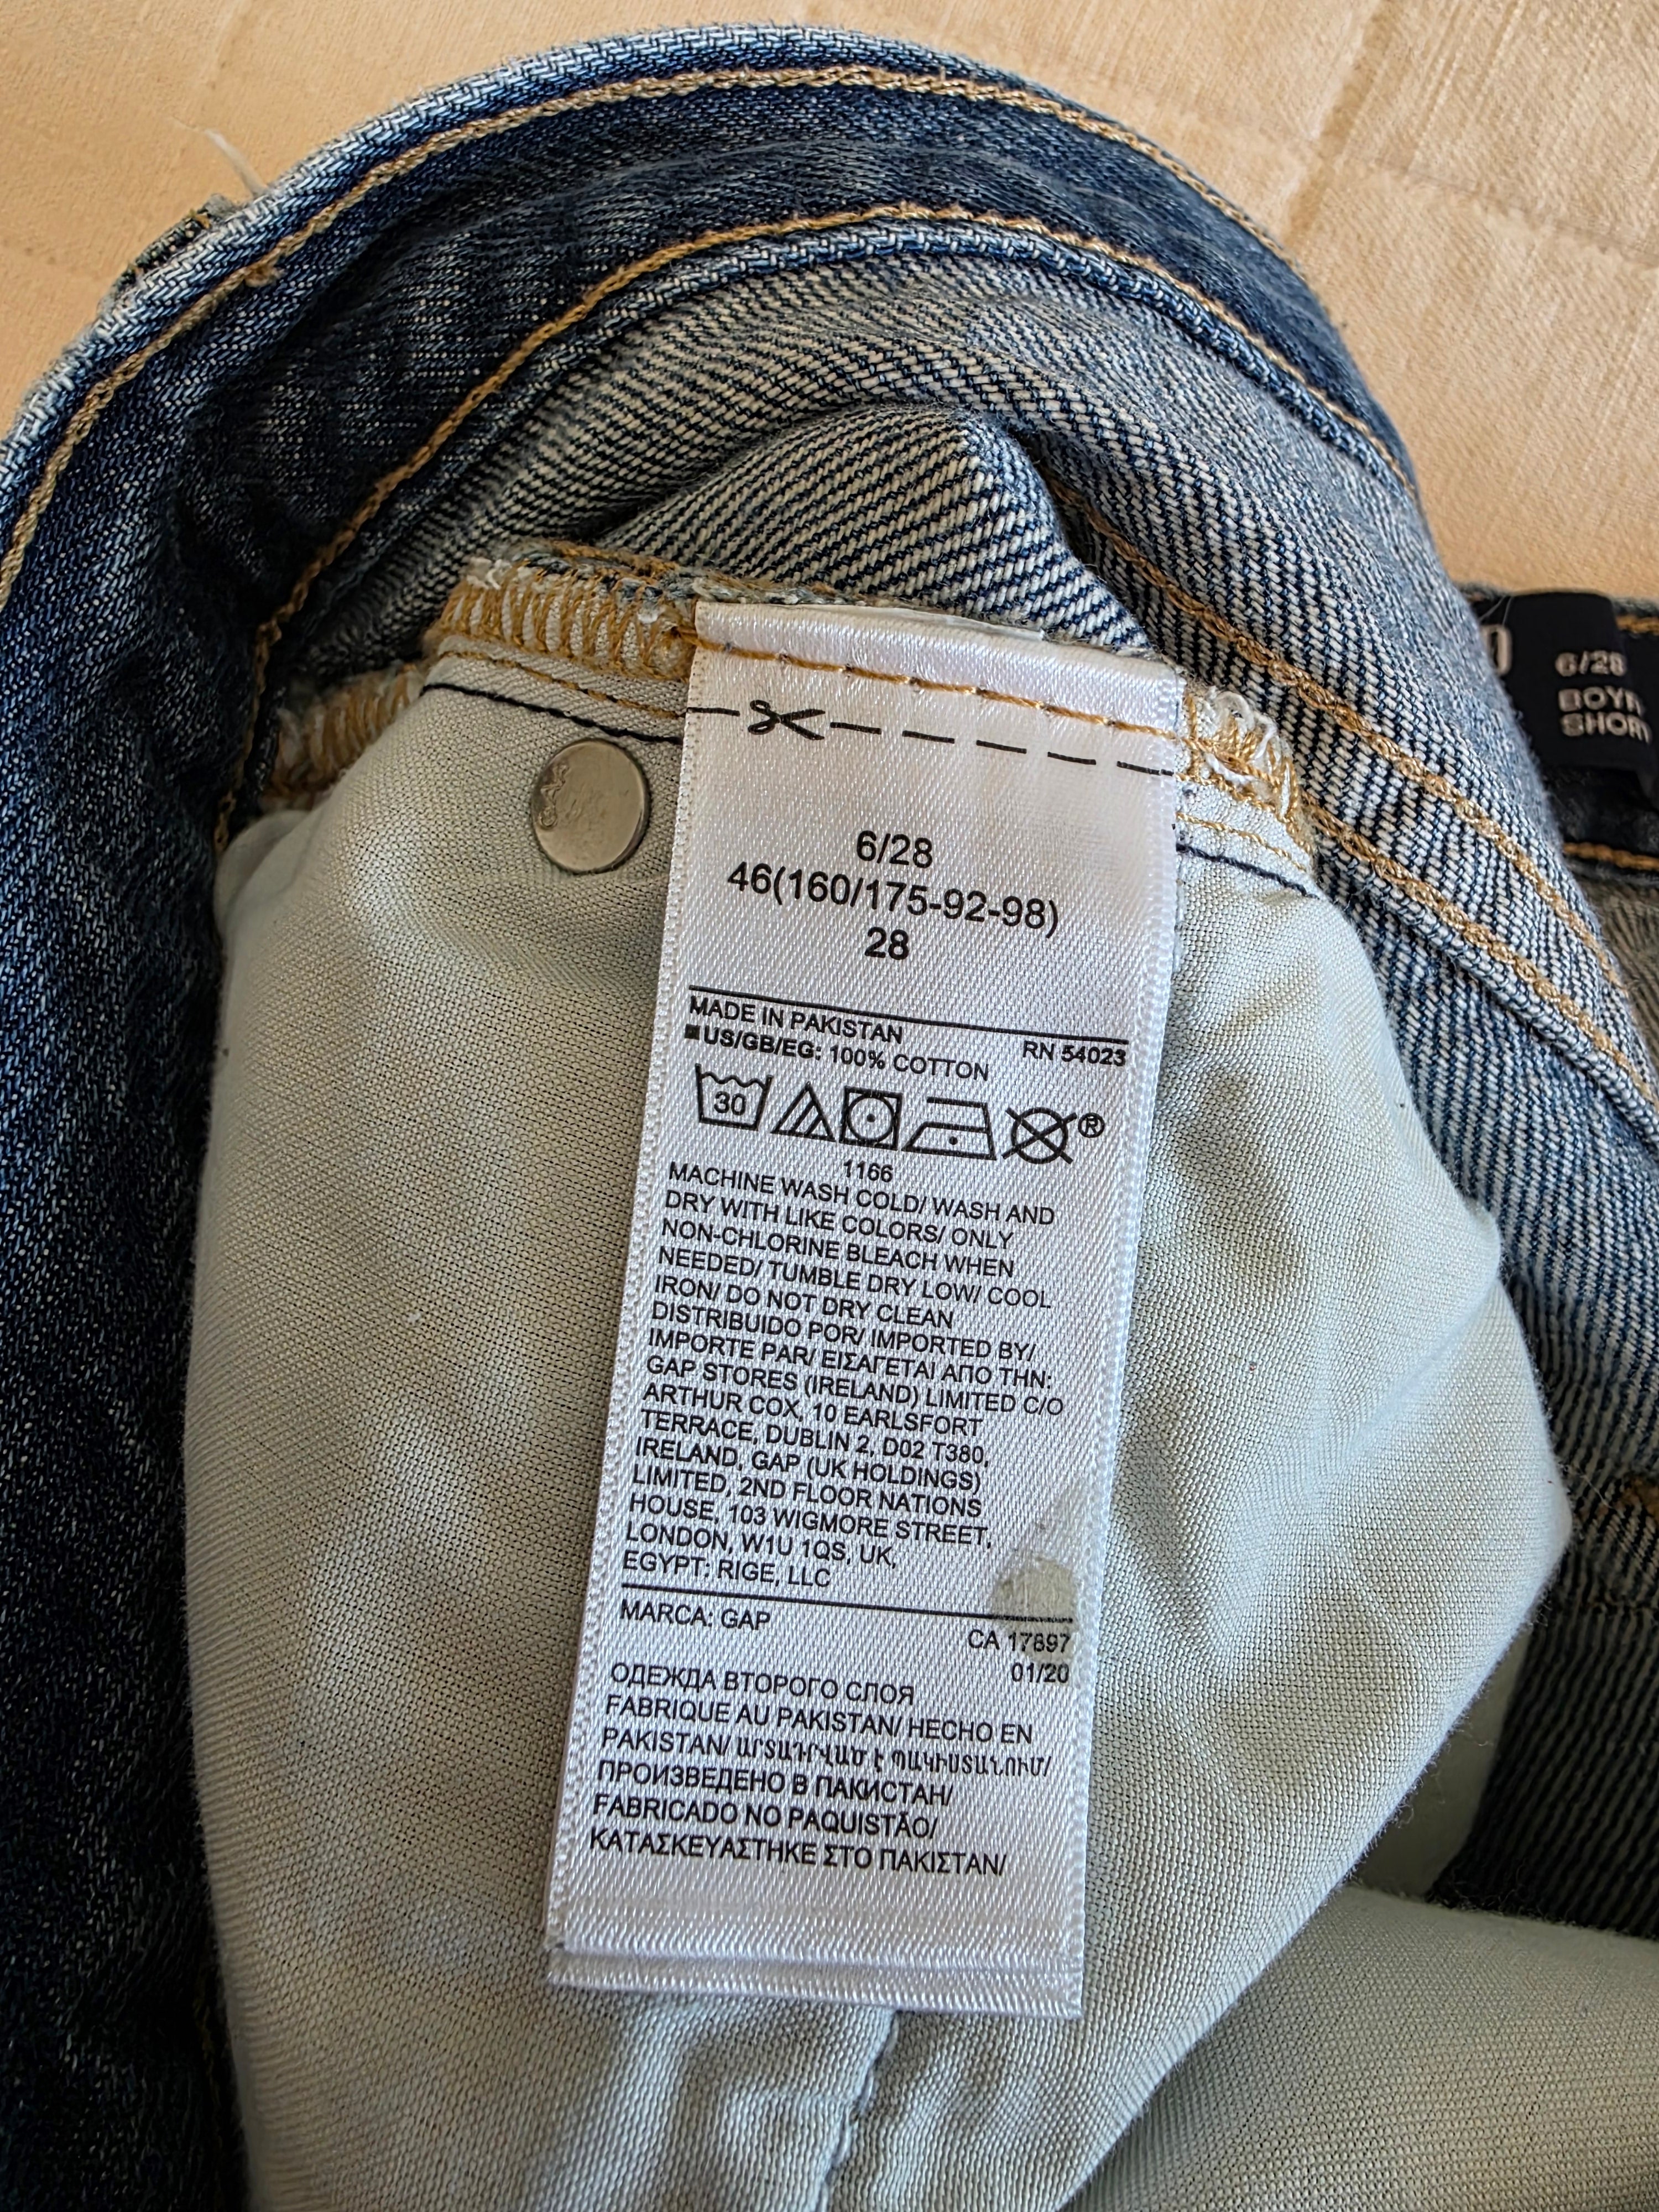 6/28
46(160/175-92-98)
28
MADE IN PAKISTAN RN 54023
■US/GB/EG: 100% COTTON
30 ®
1166
MACHINE WASH COLD/ WASH AND
DRY WITH LIKE COLORS/ ONLY
NON-CHLORINE BLEACH WHEN
NEEDED/ TUMBLE DRY LOW/ COOL
IRON/ DO NOT DRY CLEAN
DISTRIBUIDO POR/ IMPORTED BY/
IMPORTE PAR/ ΕΙΣΑΓΕΤΑΙ ΑΠΟ ΤΗΝ:
GAP STORES (IRELAND) LIMITED C/O
ARTHUR COX, 10 EARLSFORT
TERRACE, DUBLIN 2, D02 T380,
IRELAND, GAP (UK HOLDINGS)
LIMITED, 2ND FLOOR NATIONS
HOUSE, 103 WIGMORE STREET,
LONDON, W1U 1QS, UK,
EGYPT: RIGE, LLC
MARCA: GAP
CA 17897
01/20
ОДЕЖДА ВТОРОГО СЛОЯ
FABRIQUE AU PAKISTAN/ HECHO EN
PAKISTAN/ ԱՐՏԱԴՐՎԱԾ Է ՊԱԿԻՍՏԱՆՈՒՄ/
ПРОИЗВЕДЕНО В ПАКИСТАН/
FABRICADO NO PAQUISTÃO/
ΚΑΤΑΣΚΕΥΑΣΤΗΚΕ ΣΤΟ ΠΑΚΙΣΤΑΝ/
6/28